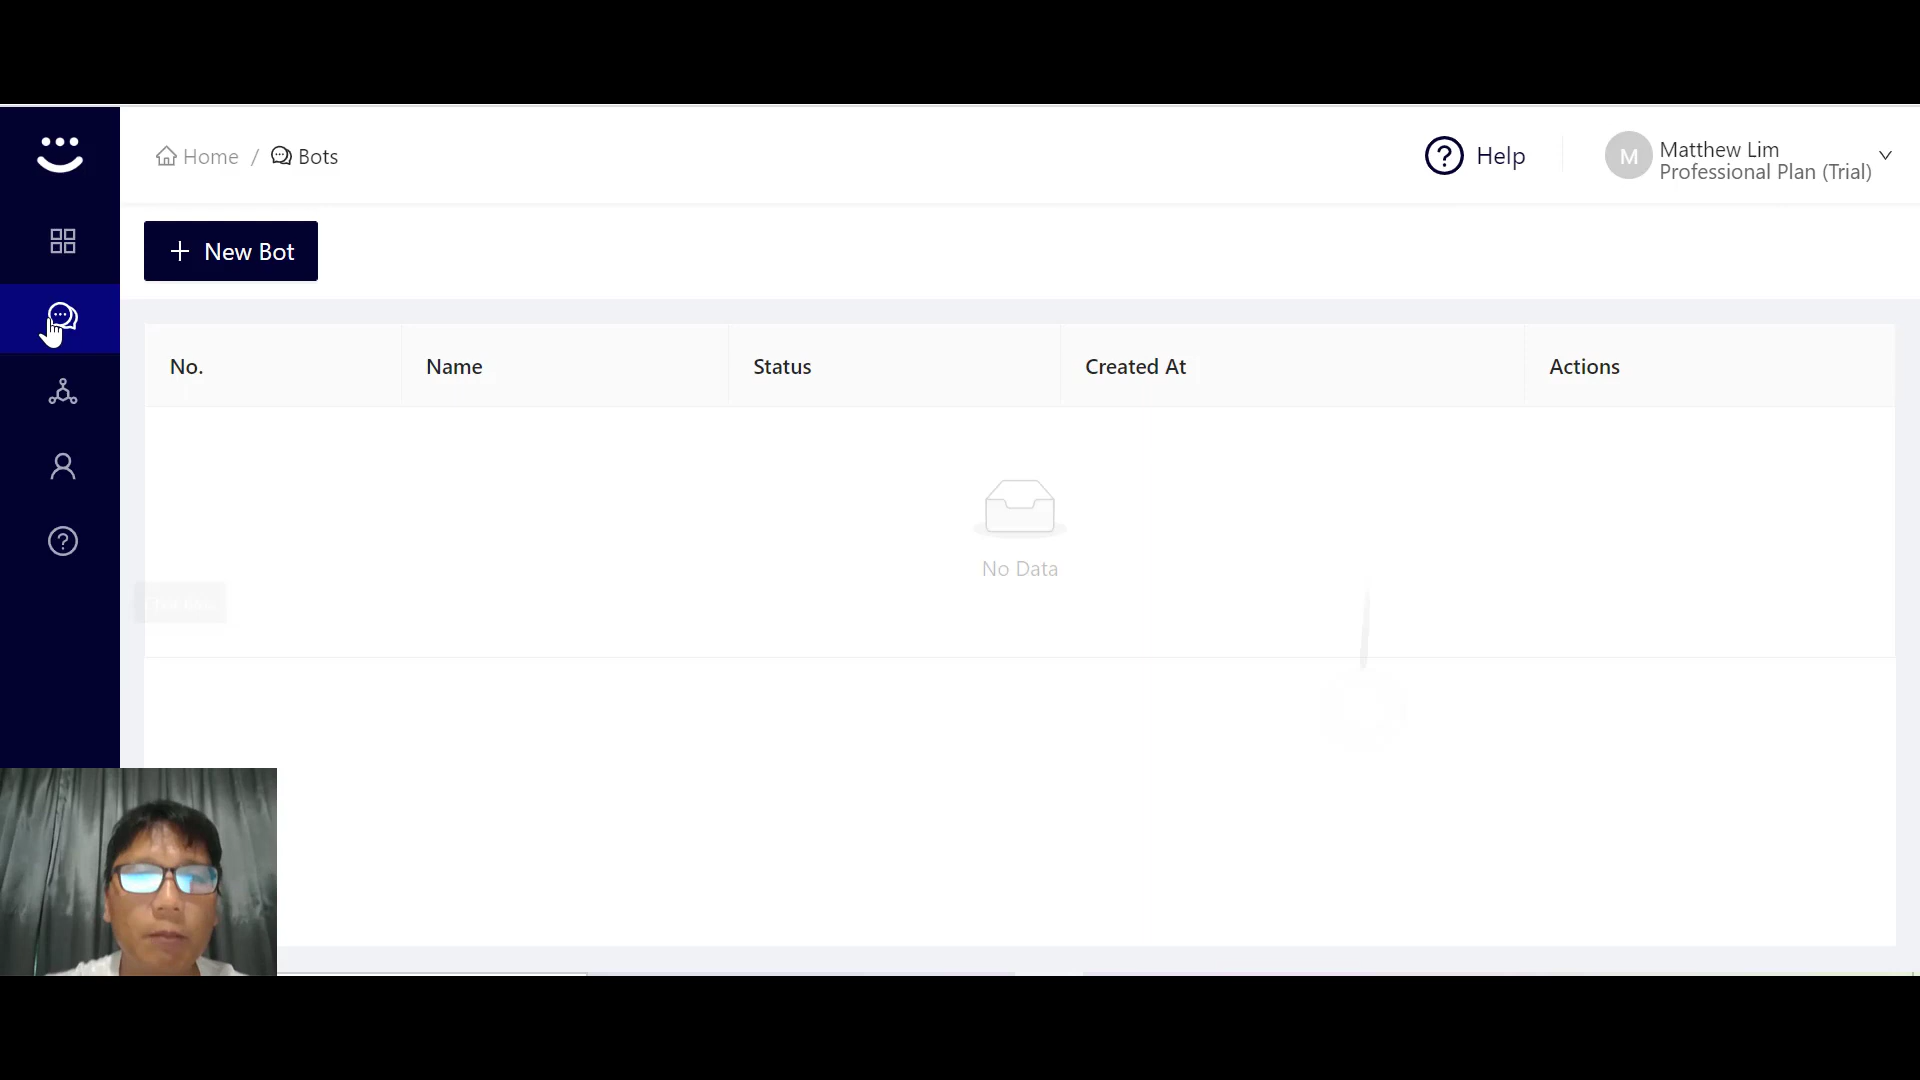 Home / Bots
Help
M
Matthew Lim
Professional Plan (Trial)
+ New Bot
No. Name Status Created At Actions
No Data